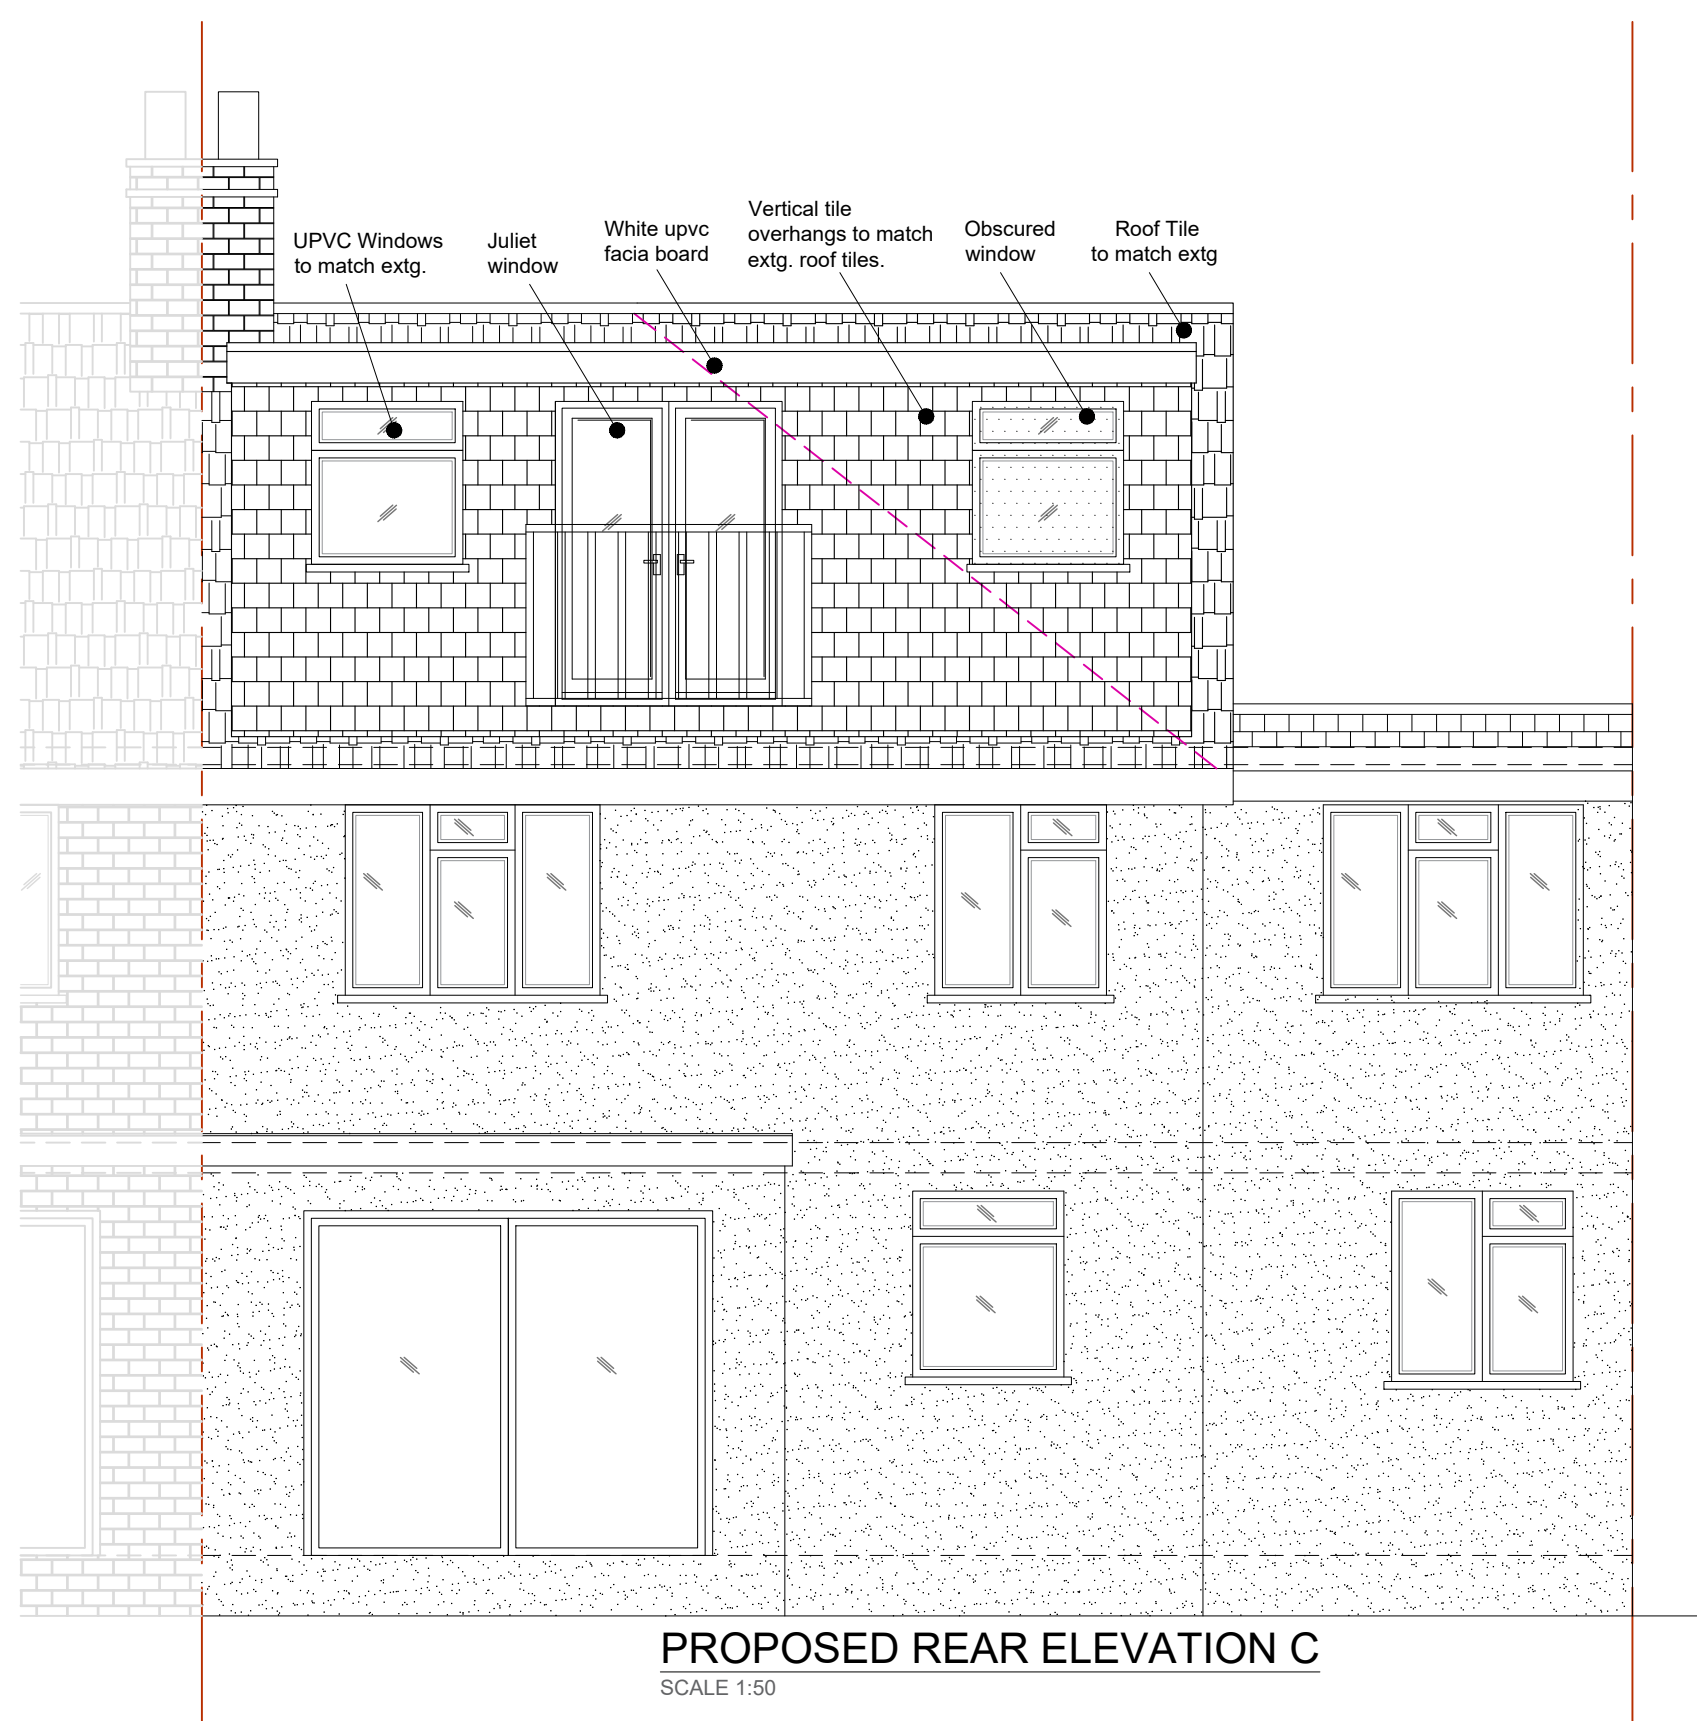 UPVC Windows
to match extg.
Juliet
window
White upvc
facia board
Vertical tile
overhangs to match
extg. roof tiles.
Obscured
window
Roof Tile
to match extg
PROPOSED REAR ELEVATION C
SCALE 1:50